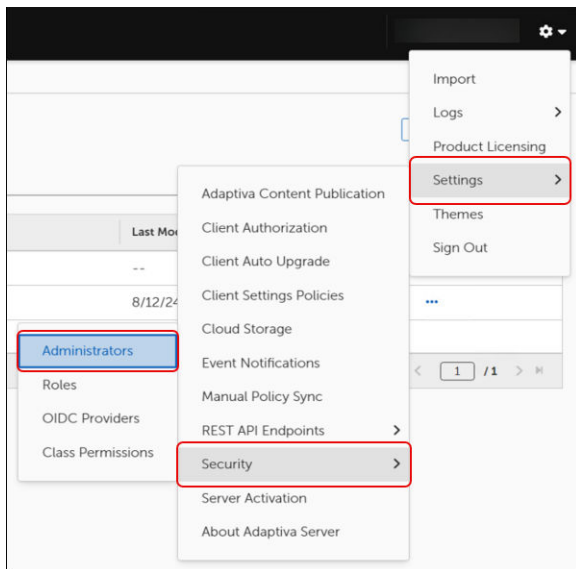 Import
Logs
Product Licensing
Settings
Themes
Sign Out
Adaptiva Content Publication
Client Authorization
Client Auto Upgrade
Client Settings Policies
Cloud Storage
Event Notifications
Manual Policy Sync
REST API Endpoints
Security
Server Activation
About Adaptiva Server
Last Mo
--
8/12/24
Administrators
Roles
OIDC Providers
Class Permissions
1 / 1